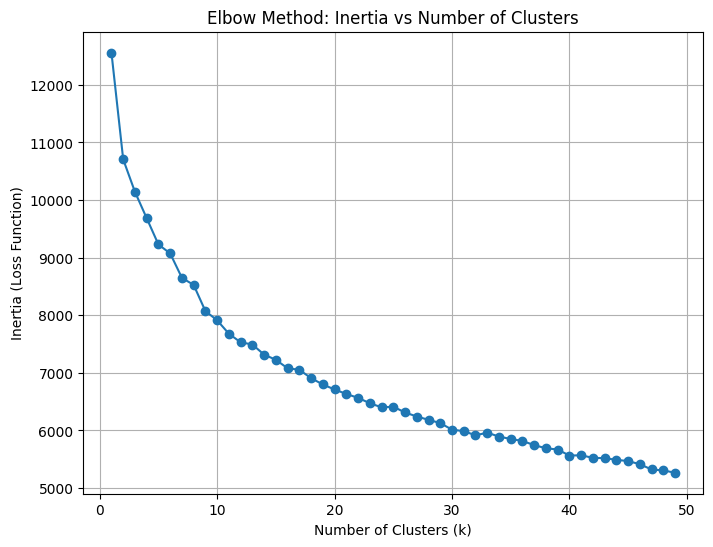 Elbow Method: Inertia vs Number of Clusters
Inertia (Loss Function)
12000
11000
10000
9000
8000
7000
6000
5000
0 10 20 30 40 50
Number of Clusters (k)